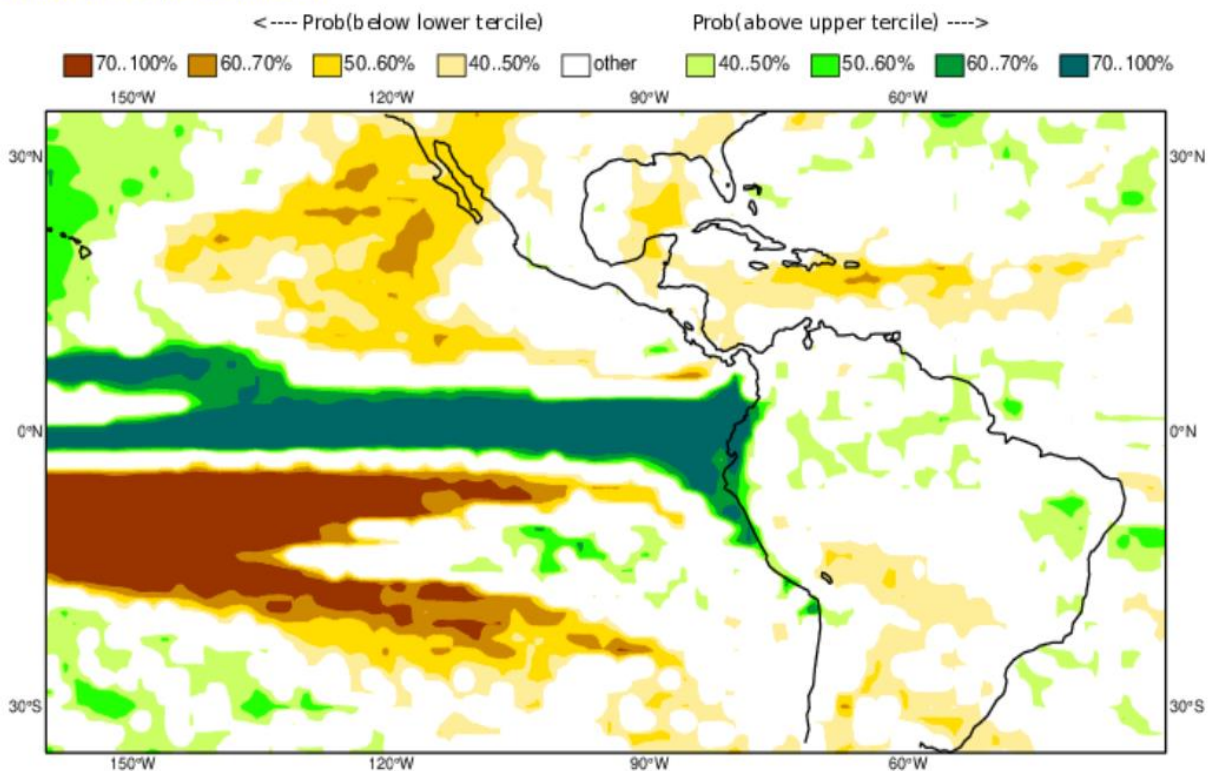 <---- Prob(below lower tercile) Prob(above upper tercile) ---->
70..100% 60..70% 50..60% 40..50% other 40..50% 50..60% 60..70% 70..100%
150°W 120°W 90°W 60°W
30°N 30°N
0°N 0°N
30°S 30°S
150°W 120°W 90°W 60°W